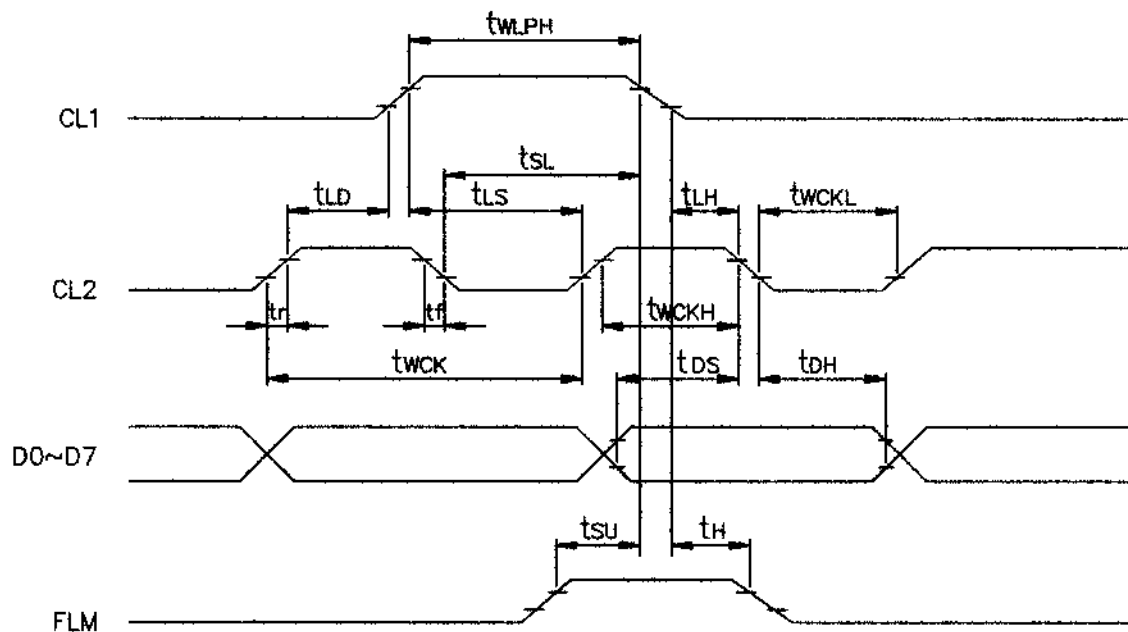 tWLPH
CL1
tSL
tLD tLS tLH tWCKL
CL2
tr tf tWCKH
tWCK tDS tDH
D0~D7
tSU tH
FLM